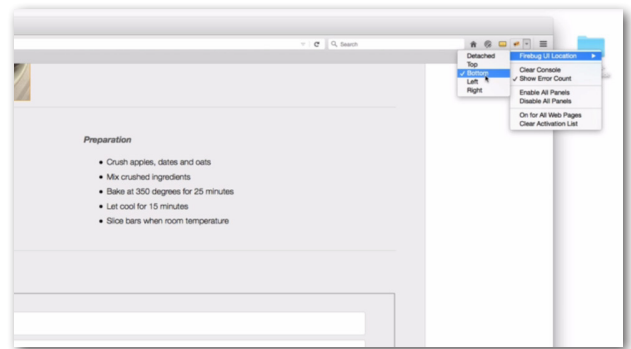 Search
Detached
Top
✓ Bottom
Left
Right
Firebug UI Location
Clear Console
✓ Show Error Count
Enable All Panels
Disable All Panels
On for All Web Pages
Clear Activation List
Preparation
• Crush apples, dates and oats
• Mix crushed ingredients
• Bake at 350 degrees for 25 minutes
• Let cool for 15 minutes
• Slice bars when room temperature